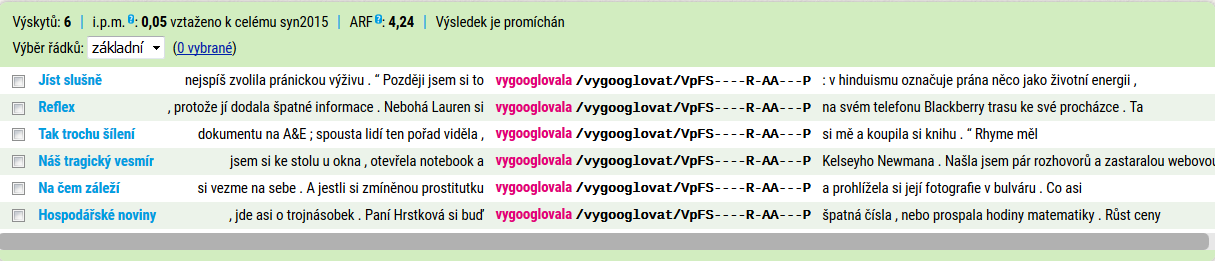 Výskytů: 6 | i.p.m. ?: 0,05 vztaženo k celému syn2015 | ARF ?: 4,24 | Výsledek je promíchán
Výběr řádků: základní (0 vybrané)
Jíst slušně nejspíš zvolila pránickou výživu . “ Později jsem si to vygooglovala /vygooglovat/VpFS----R-AA---P : v hinduismu označuje prána něco jako životní energii ,
Reflex , protože jí dodala špatné informace . Nebohá Lauren si vygooglovala /vygooglovat/VpFS----R-AA---P na svém telefonu Blackberry trasu ke své procházce . Ta
Tak trochu šílení dokumentu na A&E ; spousta lidí ten pořad viděla , vygooglovala /vygooglovat/VpFS----R-AA---P si mě a koupila si knihu . “ Rhyme měl
Náš tragický vesmír jsem si ke stolu u okna , otevřela notebook a vygooglovala /vygooglovat/VpFS----R-AA---P Kelseyho Newmana . Našla jsem pár rozhovorů a zastaralou webovou
Na čem záleží si vezme na sebe . A jestli si zmíněnou prostitutku vygooglovala /vygooglovat/VpFS----R-AA---P a prohlížela si její fotografie v bulváru . Co asi
Hospodářské noviny , jde asi o trojnásobek . Paní Hrstková si buď vygooglovala /vygooglovat/VpFS----R-AA---P špatná čísla , nebo prospala hodiny matematiky . Růst ceny